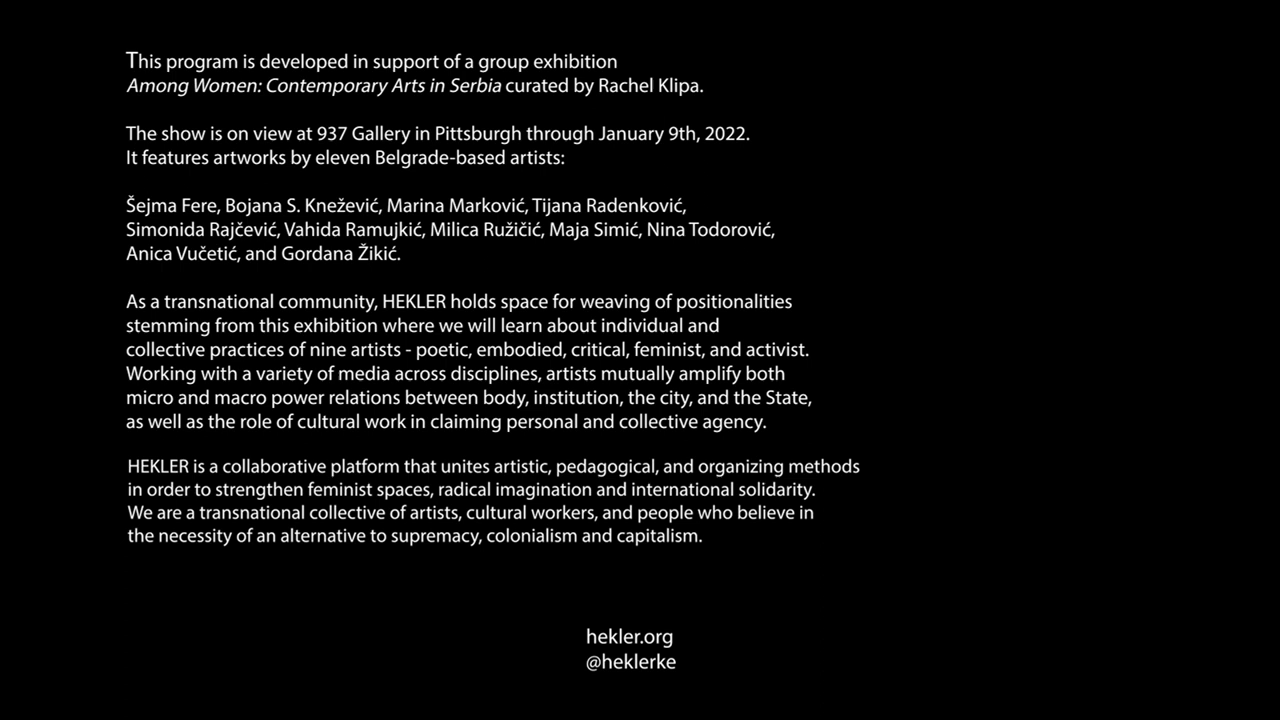 This program is developed in support of a group exhibition
Among Women: Contemporary Arts in Serbia curated by Rachel Klipa.
The show is on view at 937 Gallery in Pittsburgh through January 9th, 2022.
It features artworks by eleven Belgrade-based artists:
Šejma Fere, Bojana S. Knežević, Marina Marković, Tijana Radenković,
Simonida Rajčević, Vahida Ramujkić, Milica Ružičić, Maja Simić, Nina Todorović,
Anica Vučetić, and Gordana Žikić.
As a transnational community, HEKLER holds space for weaving of positionalities
stemming from this exhibition where we will learn about individual and
collective practices of nine artists - poetic, embodied, critical, feminist, and activist.
Working with a variety of media across disciplines, artists mutually amplify both
micro and macro power relations between body, institution, the city, and the State,
as well as the role of cultural work in claiming personal and collective agency.
HEKLER is a collaborative platform that unites artistic, pedagogical, and organizing methods
in order to strengthen feminist spaces, radical imagination and international solidarity.
We are a transnational collective of artists, cultural workers, and people who believe in
the necessity of an alternative to supremacy, colonialism and capitalism.
hekler.org
@heklerke